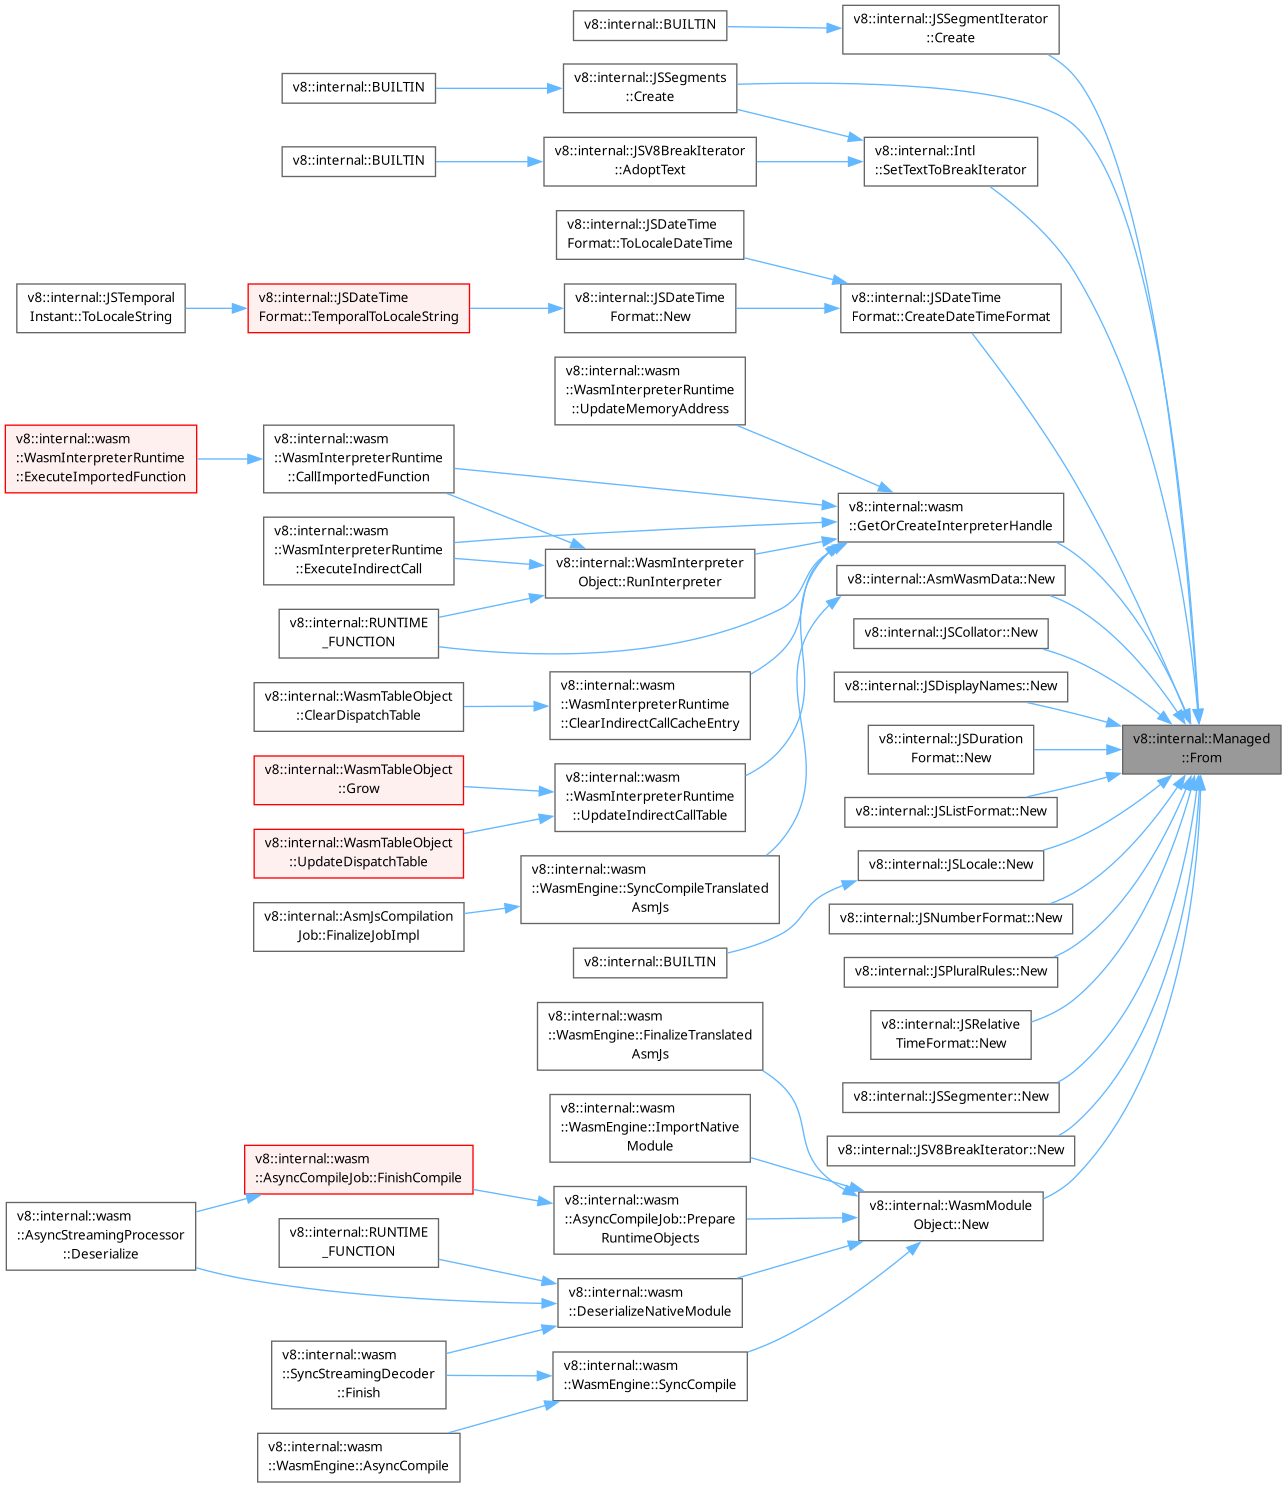 v8::internal::BUILTIN
v8::internal::JSSegmentIterator
::Create
v8::internal::BUILTIN
v8::internal::JSSegments
::Create
v8::internal::BUILTIN
v8::internal::JSV8BreakIterator
::AdoptText
v8::internal::Intl
::SetTextToBreakIterator
v8::internal::JSDateTime
Format::ToLocaleDateTime
v8::internal::JSTemporal
Instant::ToLocaleString
v8::internal::JSDateTime
Format::TemporalToLocaleString
v8::internal::JSDateTime
Format::New
v8::internal::JSDateTime
Format::CreateDateTimeFormat
v8::internal::wasm
::WasmInterpreterRuntime
::UpdateMemoryAddress
v8::internal::wasm
::WasmInterpreterRuntime
::ExecuteImportedFunction
v8::internal::wasm
::WasmInterpreterRuntime
::CallImportedFunction
v8::internal::wasm
::GetOrCreateInterpreterHandle
v8::internal::wasm
::WasmInterpreterRuntime
::ExecuteIndirectCall
v8::internal::WasmInterpreter
Object::RunInterpreter
v8::internal::AsmWasmData::New
v8::internal::RUNTIME
_FUNCTION
v8::internal::JSCollator::New
v8::internal::WasmTableObject
::ClearDispatchTable
v8::internal::wasm
::WasmInterpreterRuntime
::ClearIndirectCallCacheEntry
v8::internal::JSDisplayNames::New
v8::internal::JSDuration
Format::New
v8::internal::Managed
::From
v8::internal::WasmTableObject
::Grow
v8::internal::wasm
::WasmInterpreterRuntime
::UpdateIndirectCallTable
v8::internal::JSListFormat::New
v8::internal::WasmTableObject
::UpdateDispatchTable
v8::internal::wasm
::WasmEngine::SyncCompileTranslated
AsmJs
v8::internal::JSLocale::New
v8::internal::AsmJsCompilation
Job::FinalizeJobImpl
v8::internal::JSNumberFormat::New
v8::internal::BUILTIN
v8::internal::JSPluralRules::New
v8::internal::wasm
::WasmEngine::FinalizeTranslated
AsmJs
v8::internal::JSRelative
TimeFormat::New
v8::internal::wasm
::WasmEngine::ImportNative
Module
v8::internal::JSSegmenter::New
v8::internal::JSV8BreakIterator::New
v8::internal::wasm
::AsyncCompileJob::FinishCompile
v8::internal::wasm
::AsyncStreamingProcessor
::Deserialize
v8::internal::wasm
::AsyncCompileJob::Prepare
RuntimeObjects
v8::internal::WasmModule
Object::New
v8::internal::RUNTIME
_FUNCTION
v8::internal::wasm
::DeserializeNativeModule
v8::internal::wasm
::SyncStreamingDecoder
::Finish
v8::internal::wasm
::WasmEngine::SyncCompile
v8::internal::wasm
::WasmEngine::AsyncCompile